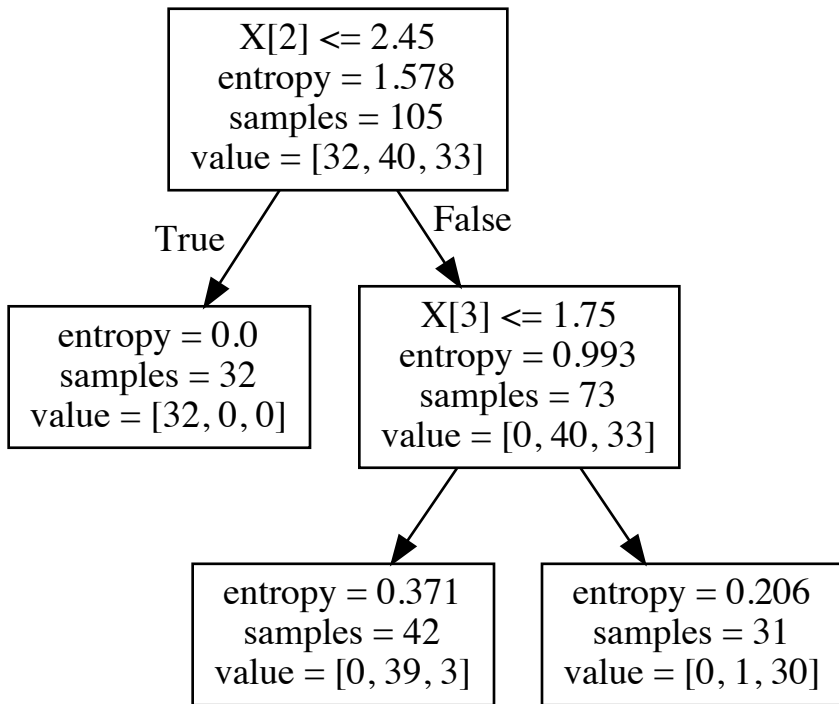 X[2] <= 2.45
entropy = 1.578
samples = 105
value = [32, 40, 33]
True
False
entropy = 0.0
samples = 32
value = [32, 0, 0]
X[3] <= 1.75
entropy = 0.993
samples = 73
value = [0, 40, 33]
entropy = 0.371
samples = 42
value = [0, 39, 3]
entropy = 0.206
samples = 31
value = [0, 1, 30]